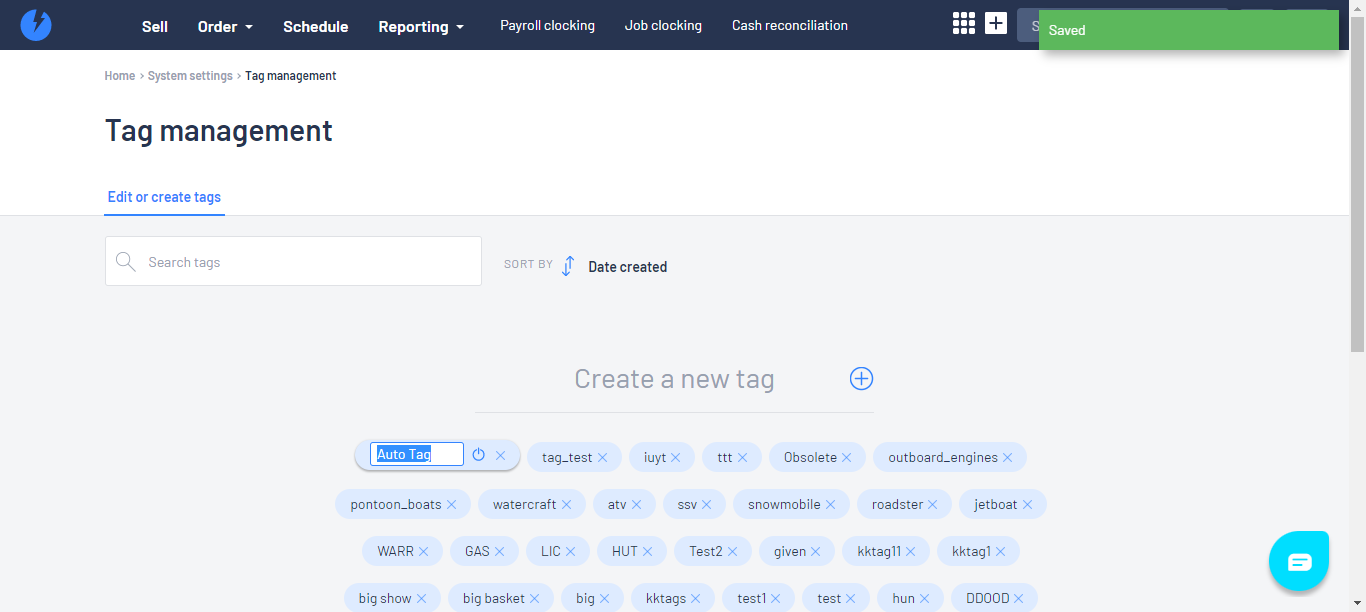 Sell Order Schedule Reporting Payroll clocking Job clocking Cash reconciliation
Saved
Home › System settings › Tag management
Tag management
Edit or create tags
Search tags SORT BY Date created
Create a new tag
Auto Tag tag_test iuyt ttt Obsolete outboard_engines
pontoon_boats watercraft atv ssv snowmobile roadster jetboat
WARR GAS LIC HUT Test2 given kktag11 kktag1
big show big basket big kktags test1 test hun DDOOD